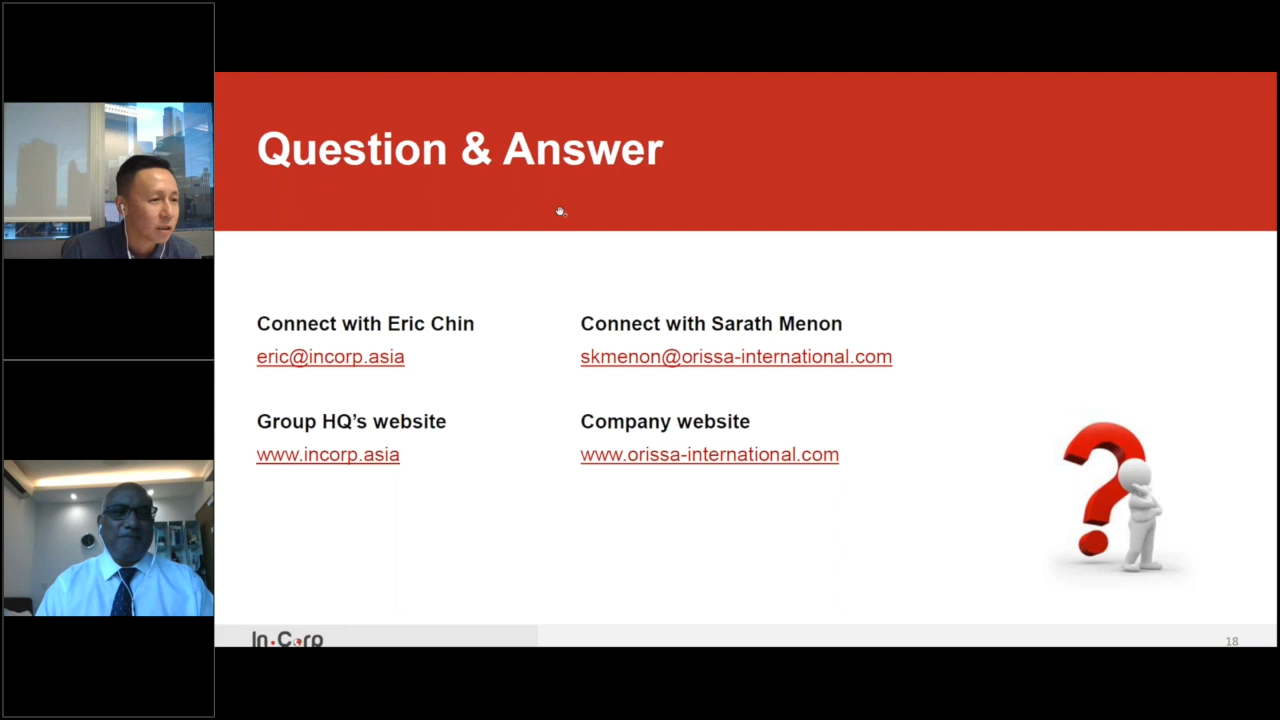 Question & Answer
Connect with Eric Chin
eric@incorp.asia
Group HQ’s website
www.incorp.asia
Connect with Sarath Menon
skmenon@orissa-international.com
Company website
www.orissa-international.com
In.Corp
18